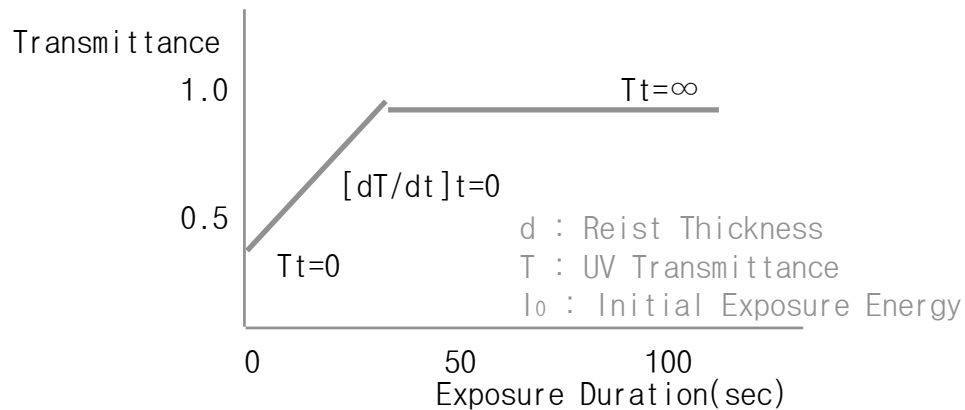 Transmittance
1.0
Tt=∞
[dT/dt]t=0
0.5
d : Reist Thickness
Tt=0
T : UV Transmittance
I₀ : Initial Exposure Energy
0 50 100
Exposure Duration(sec)